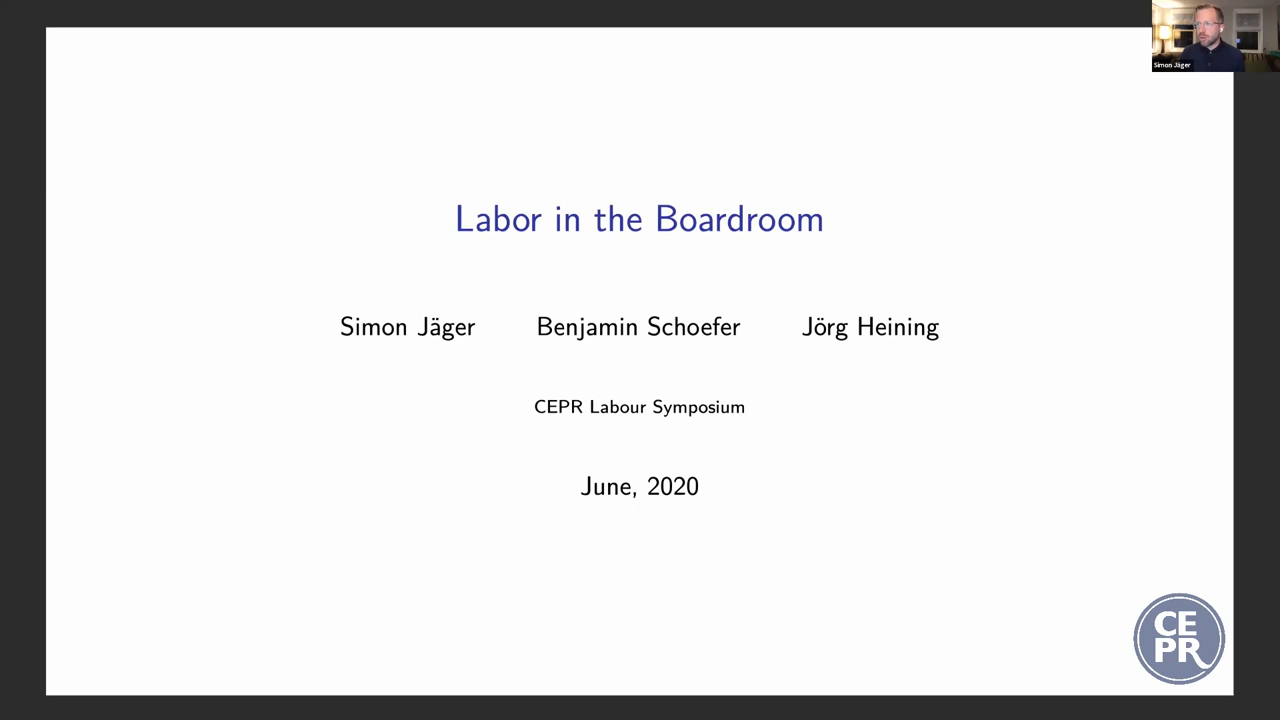 Simon Jäger
Labor in the Boardroom
Simon Jäger Benjamin Schoefer Jörg Heining
CEPR Labour Symposium
June, 2020
CE
PR